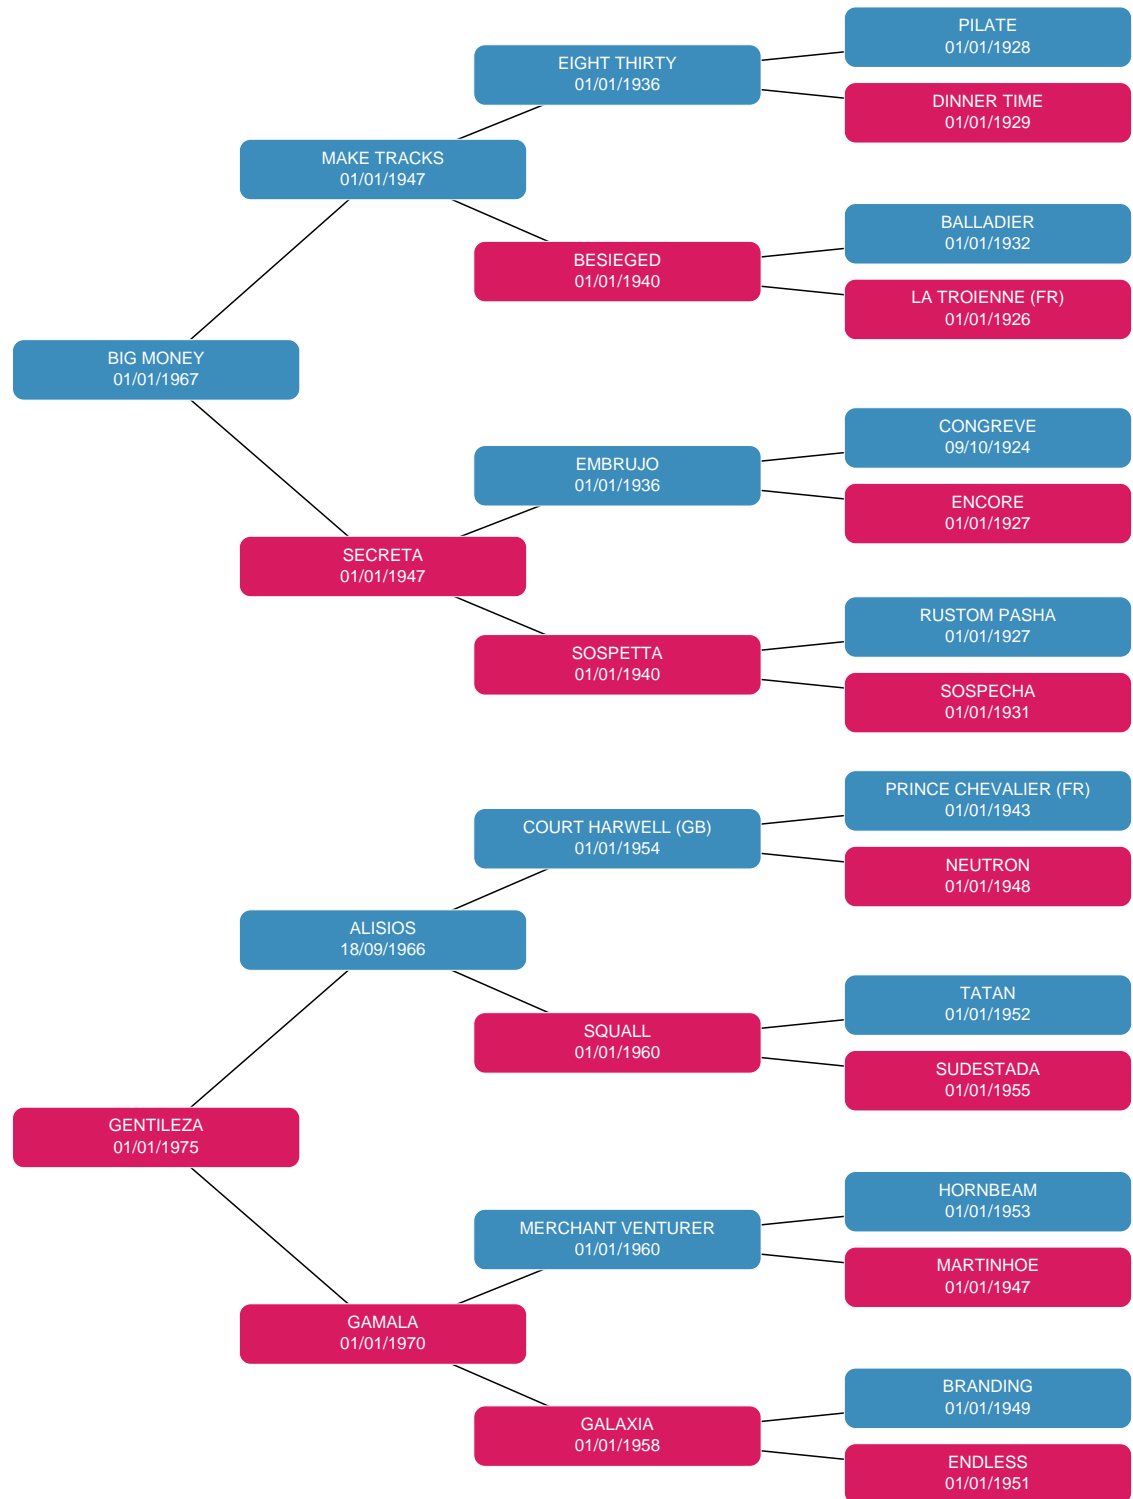 PILATE
01/01/1928
EIGHT THIRTY
01/01/1936
DINNER TIME
01/01/1929
MAKE TRACKS
01/01/1947
BALLADIER
01/01/1932
BESIEGED
01/01/1940
LA TROIENNE (FR)
01/01/1926
BIG MONEY
01/01/1967
CONGREVE
09/10/1924
EMBRUJO
01/01/1936
ENCORE
01/01/1927
SECRETA
01/01/1947
RUSTOM PASHA
01/01/1927
SOSPETTA
01/01/1940
SOSPECHA
01/01/1931
PRINCE CHEVALIER (FR)
01/01/1943
COURT HARWELL (GB)
01/01/1954
NEUTRON
01/01/1948
ALISIOS
18/09/1966
TATAN
01/01/1952
SQUALL
01/01/1960
SUDESTADA
01/01/1955
GENTILEZA
01/01/1975
HORNBEAM
01/01/1953
MERCHANT VENTURER
01/01/1960
MARTINHOE
01/01/1947
GAMALA
01/01/1970
BRANDING
01/01/1949
GALAXIA
01/01/1958
ENDLESS
01/01/1951